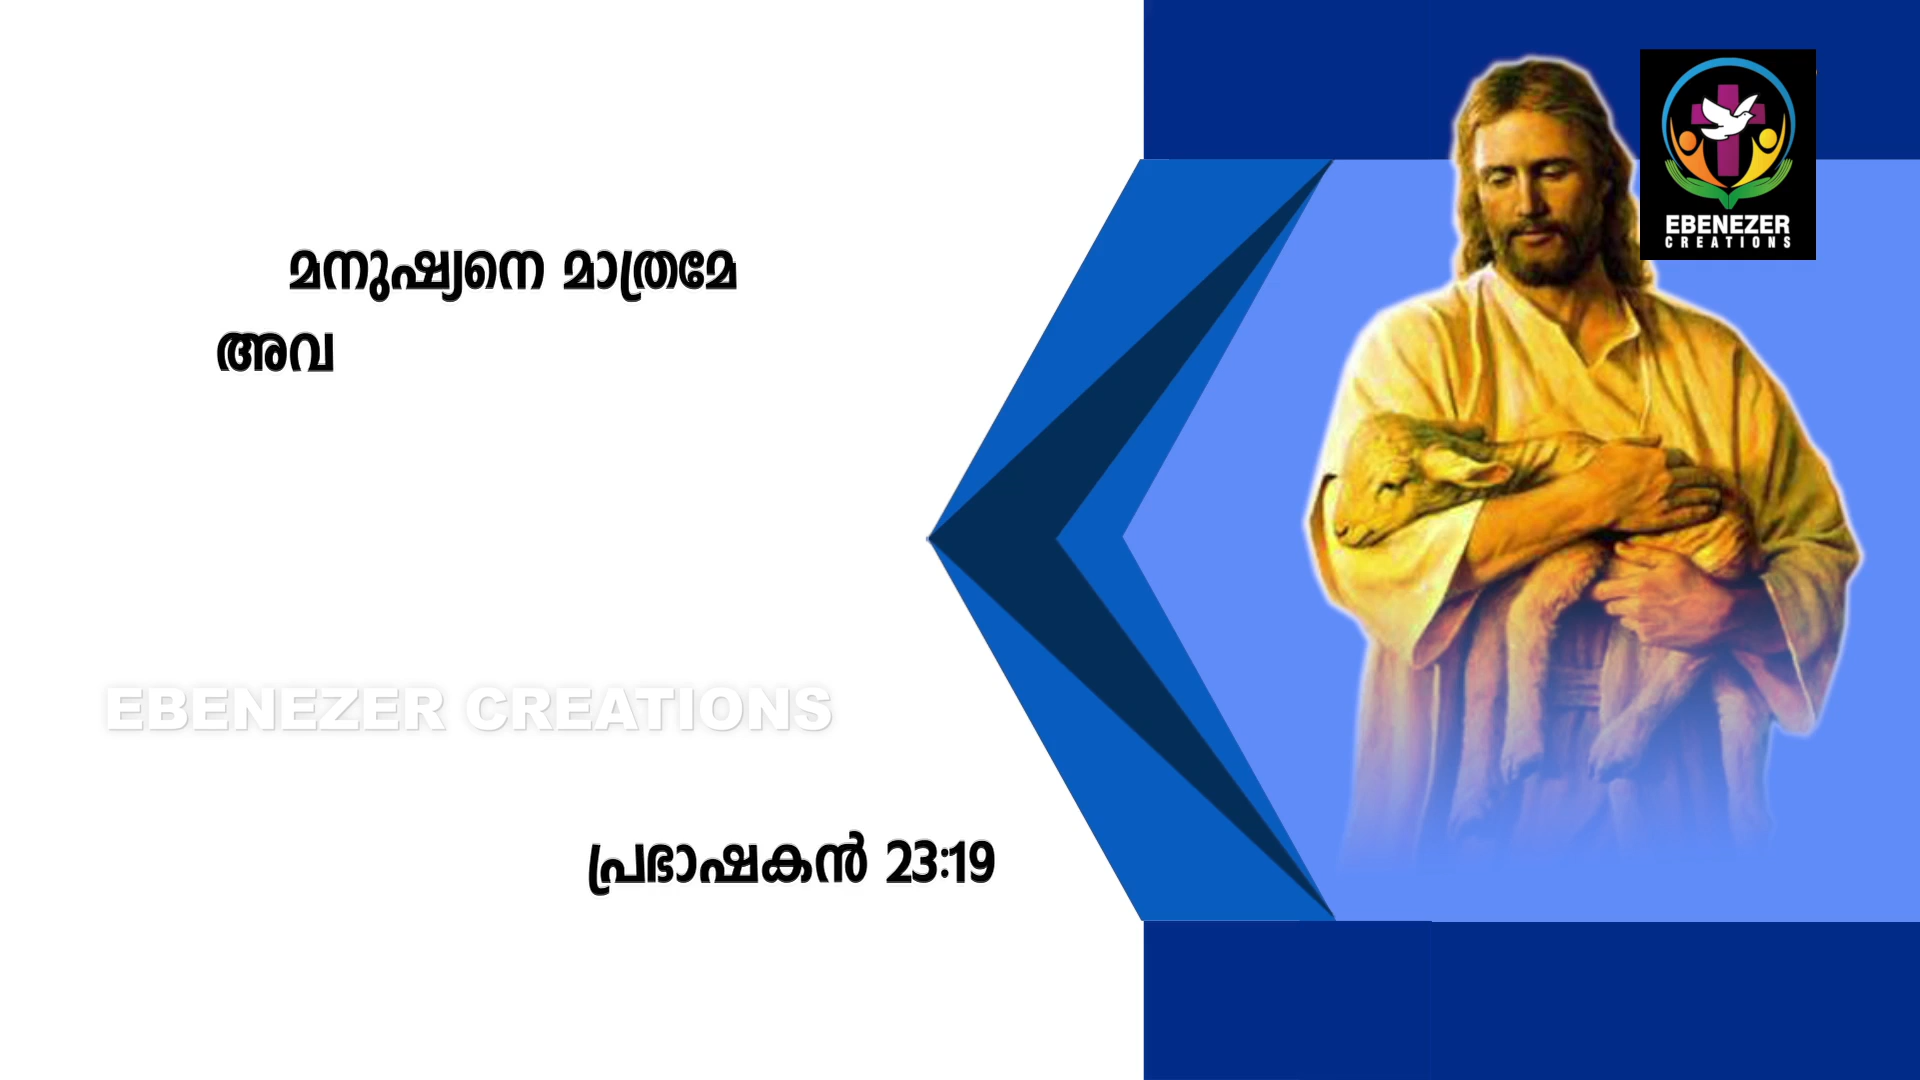 മനുഷ്യനെ മാത്രമേ
അവ
EBENEZER CREATIONS
പ്രഭാഷകൻ 23:19
EBENEZER
CREATIONS